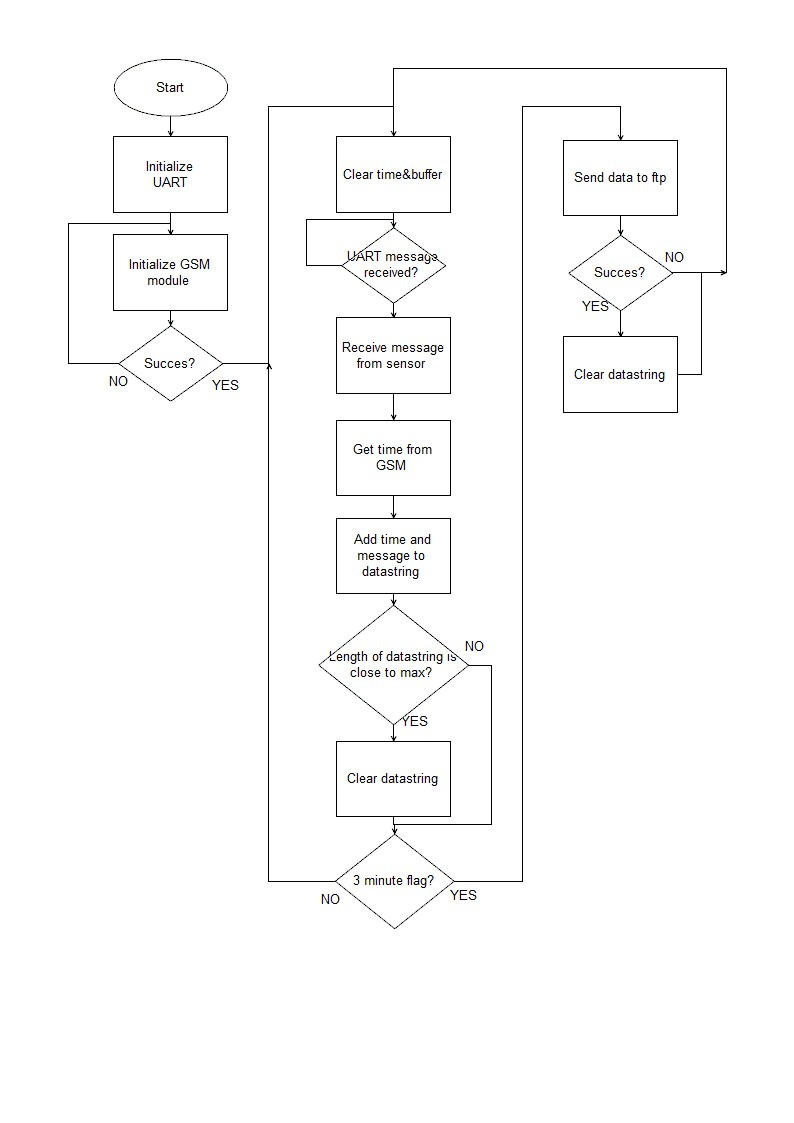 Start
Initialize
UART
Initialize GSM
module
Succes?
NO
YES
Clear time&buffer
UART message
received?
Receive message
from sensor
Get time from
GSM
Add time and
message to
datastring
Length of datastring is
close to max?
NO
YES
Clear datastring
3 minute flag?
NO
YES
Send data to ftp
Succes?
NO
YES
Clear datastring